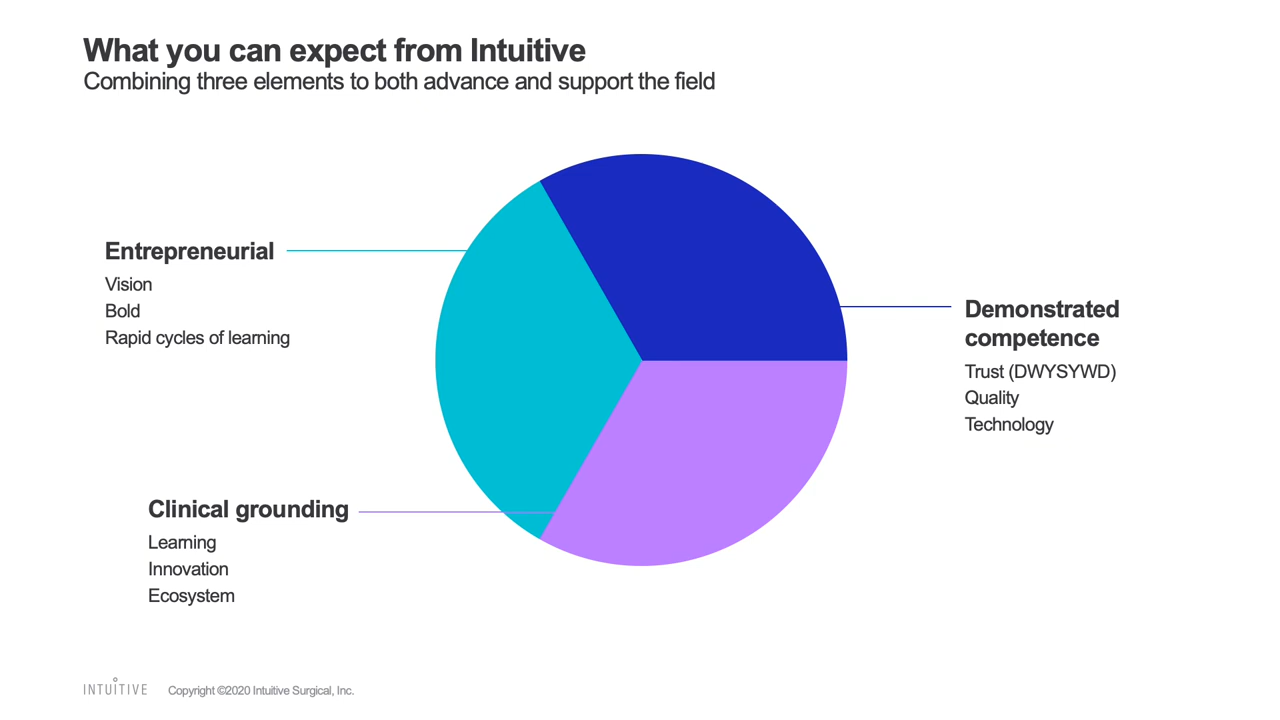 What you can expect from Intuitive
Combining three elements to both advance and support the field
Entrepreneurial
Vision
Bold
Rapid cycles of learning
Demonstrated
competence
Trust (DWYSYWD)
Quality
Technology
Clinical grounding
Learning
Innovation
Ecosystem
INTUITIVE
Copyright ©2020 Intuitive Surgical, Inc.